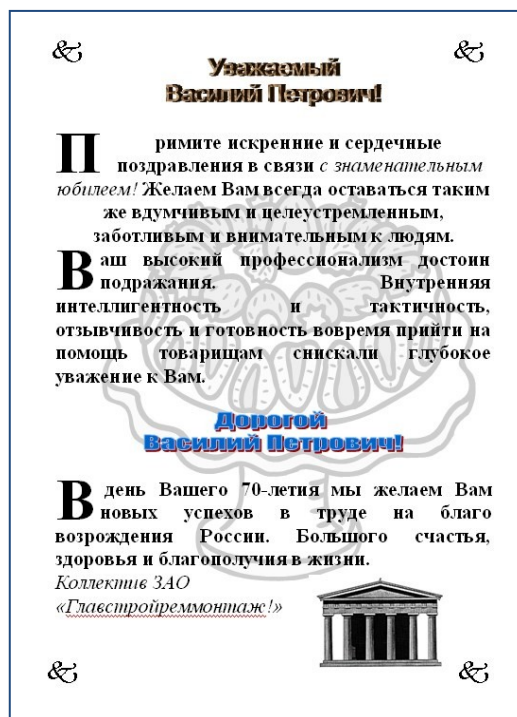 & &
Уважаемый
Василий Петрович!
Примите искренние и сердечные
поздравления в связи с знаменательным
юбилеем! Желаем Вам всегда оставаться таким
же вдумчивым и целеустремленным,
заботливым и внимательным к людям.
Ваш высокий профессионализм достоин
подражания. Внутренняя
интеллигентность и тактичность,
отзывчивость и готовность вовремя прийти на
помощь товарищам снискали глубокое
уважение к Вам.
Дорогой
Василий Петрович!
В день Вашего 70-летия мы желаем Вам
новых успехов в труде на благо
возрождения России. Большого счастья,
здоровья и благополучия в жизни.
Коллектив ЗАО
«Главстройреммонтаж!»
& &